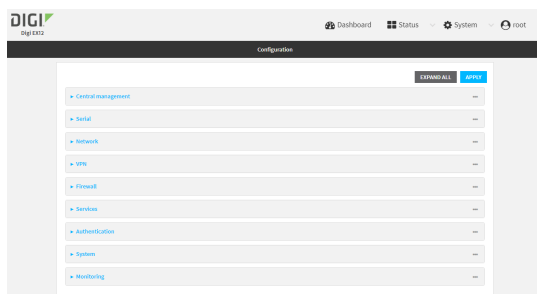 DIGI
Digi EX12
Dashboard Status System root
Configuration
EXPAND ALL APPLY
Central management
Serial
Network
VPN
Firewall
Services
Authentication
System
Monitoring